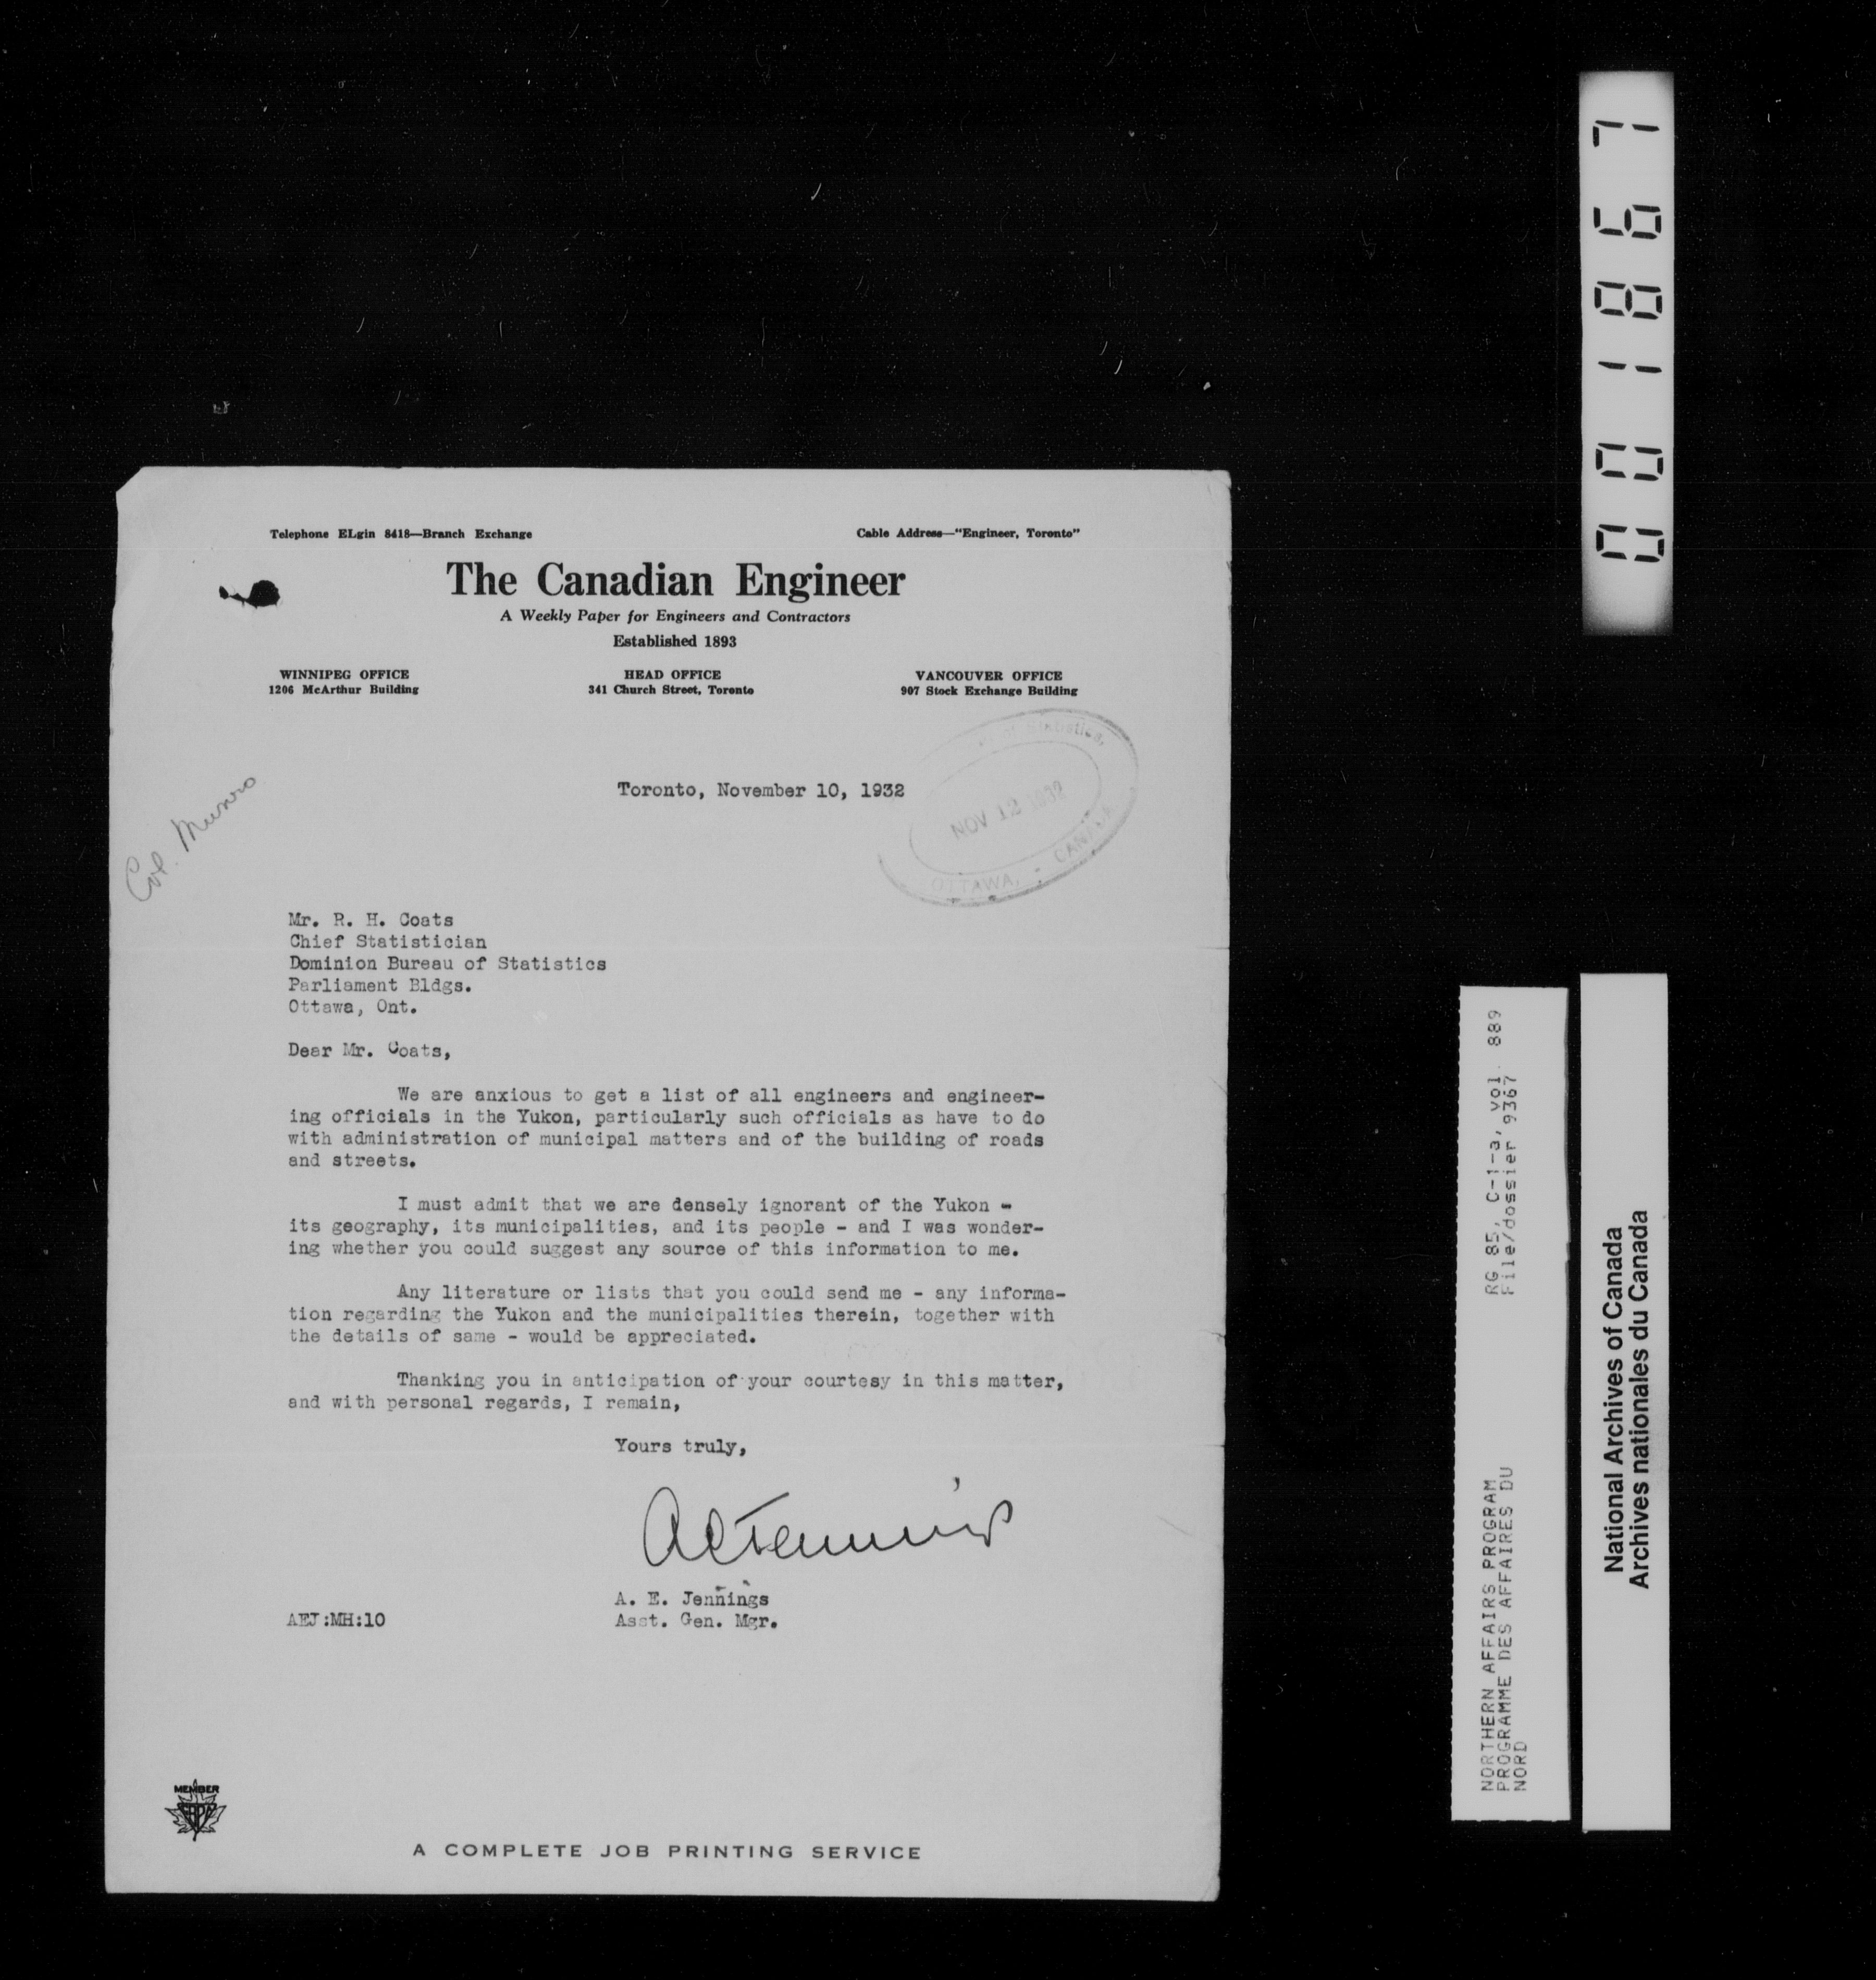 Telephone ELgin 8418—Branch Exchange
Cable Address—"Engineer, Toronto"
The Canadian Engineer
A Weekly Paper for Engineers and Contractors
Established 1893
WINNIPEG OFFICE
1206 McArthur Building
HEAD OFFICE
341 Church Street, Toronto
VANCOUVER OFFICE
907 Stock Exchange Building
of Statistics,
NOV 12 1932
OTTAWA, - CANADA
Toronto, November 10, 1932
Col. Munro
Mr. R. H. Coats
Chief Statistician
Dominion Bureau of Statistics
Parliament Bldgs.
Ottawa, Ont.
Dear Mr. Coats,
We are anxious to get a list of all engineers and engineer-
ing officials in the Yukon, particularly such officials as have to do
with administration of municipal matters and of the building of roads
and streets.
I must admit that we are densely ignorant of the Yukon -
its geography, its municipalities, and its people - and I was wonder-
ing whether you could suggest any source of this information to me.
Any literature or lists that you could send me - any informa-
tion regarding the Yukon and the municipalities therein, together with
the details of same - would be appreciated.
Thanking you in anticipation of your courtesy in this matter,
and with personal regards, I remain,
Yours truly,
AEJennings
A. E. Jennings
Asst. Gen. Mgr.
AEJ:MH:10
MEMBER
A COMPLETE JOB PRINTING SERVICE
001867
RG 85, C-1-a, vol. 889
File/dossier 9367
NORTHERN AFFAIRS PROGRAM
PROGRAMME DES AFFAIRES DU
NORD
National Archives of Canada
Archives nationales du Canada